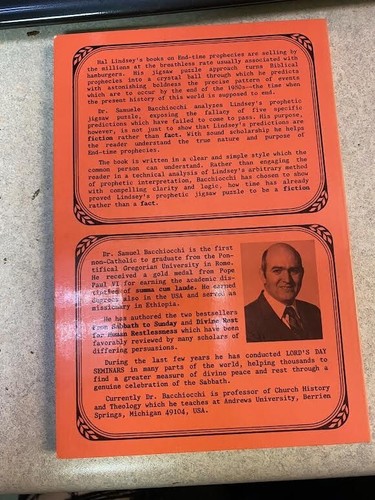 Hal Lindsey's books on End-time prophecies are selling by
the millions at the breathless rate usually associated with
hamburgers. His jigsaw puzzle approach turns Biblical
prophecies into a crystal ball through which he predicts
with astonishing boldness the precise pattern of events
which are to occur by the end of the 1980s—the time when
the present history of this world is supposed to end.
Dr. Samuele Bacchiocchi analyzes Lindsey's prophetic
jigsaw puzzle, exposing the fallacy of five specific
predictions which have failed to come to pass. His purpose,
however, is not just to show that Lindsey's predictions are
fiction rather than fact. With sound scholarship he helps
the reader understand the true nature and purpose of
End-time prophecies.
The book is written in a clear and simple style which the
common person can understand. Rather than engaging the
reader in a technical analysis of Lindsey's arbitrary method
of prophetic interpretation, Bacchiocchi has chosen to show
with compelling clarity and logic, how time has already
proved Lindsey's prophetic jigsaw puzzle to be a fiction
rather than a fact.
Dr. Samuel Bacchiocchi is the first
non-Catholic to graduate from the Pon-
tifical Gregorian University in Rome.
He received a gold medal from Pope
Paul VI for earning the academic dis-
tinction of summa cum laude. He earned
degrees also in the USA and served as
missionary in Ethiopia.
He has authored the two bestsellers
From Sabbath to Sunday and Divine Rest
for Human Restlessness which have been
favorably reviewed by many scholars of
differing persuasions.
During the last few years he has conducted LORD'S DAY
SEMINARS in many parts of the world, helping thousands to
find a greater measure of divine peace and rest through a
genuine celebration of the Sabbath.
Currently Dr. Bacchiocchi is professor of Church History
and Theology which he teaches at Andrews University, Berrien
Springs, Michigan 49104, USA.